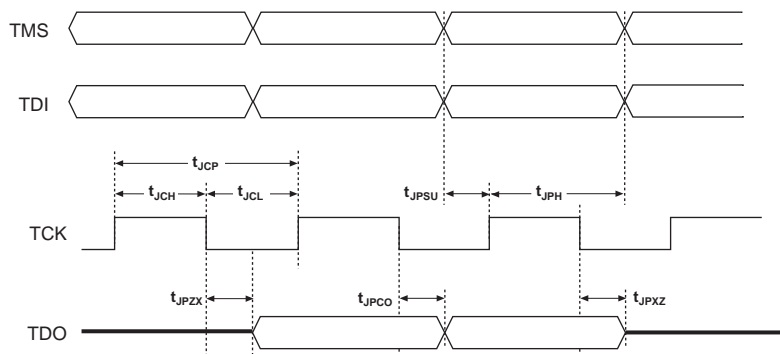 TMS
TDI
tJCP
tJCH tJCL tJPSU tJPH
TCK
tJPZX tJPCO tJPXZ
TDO